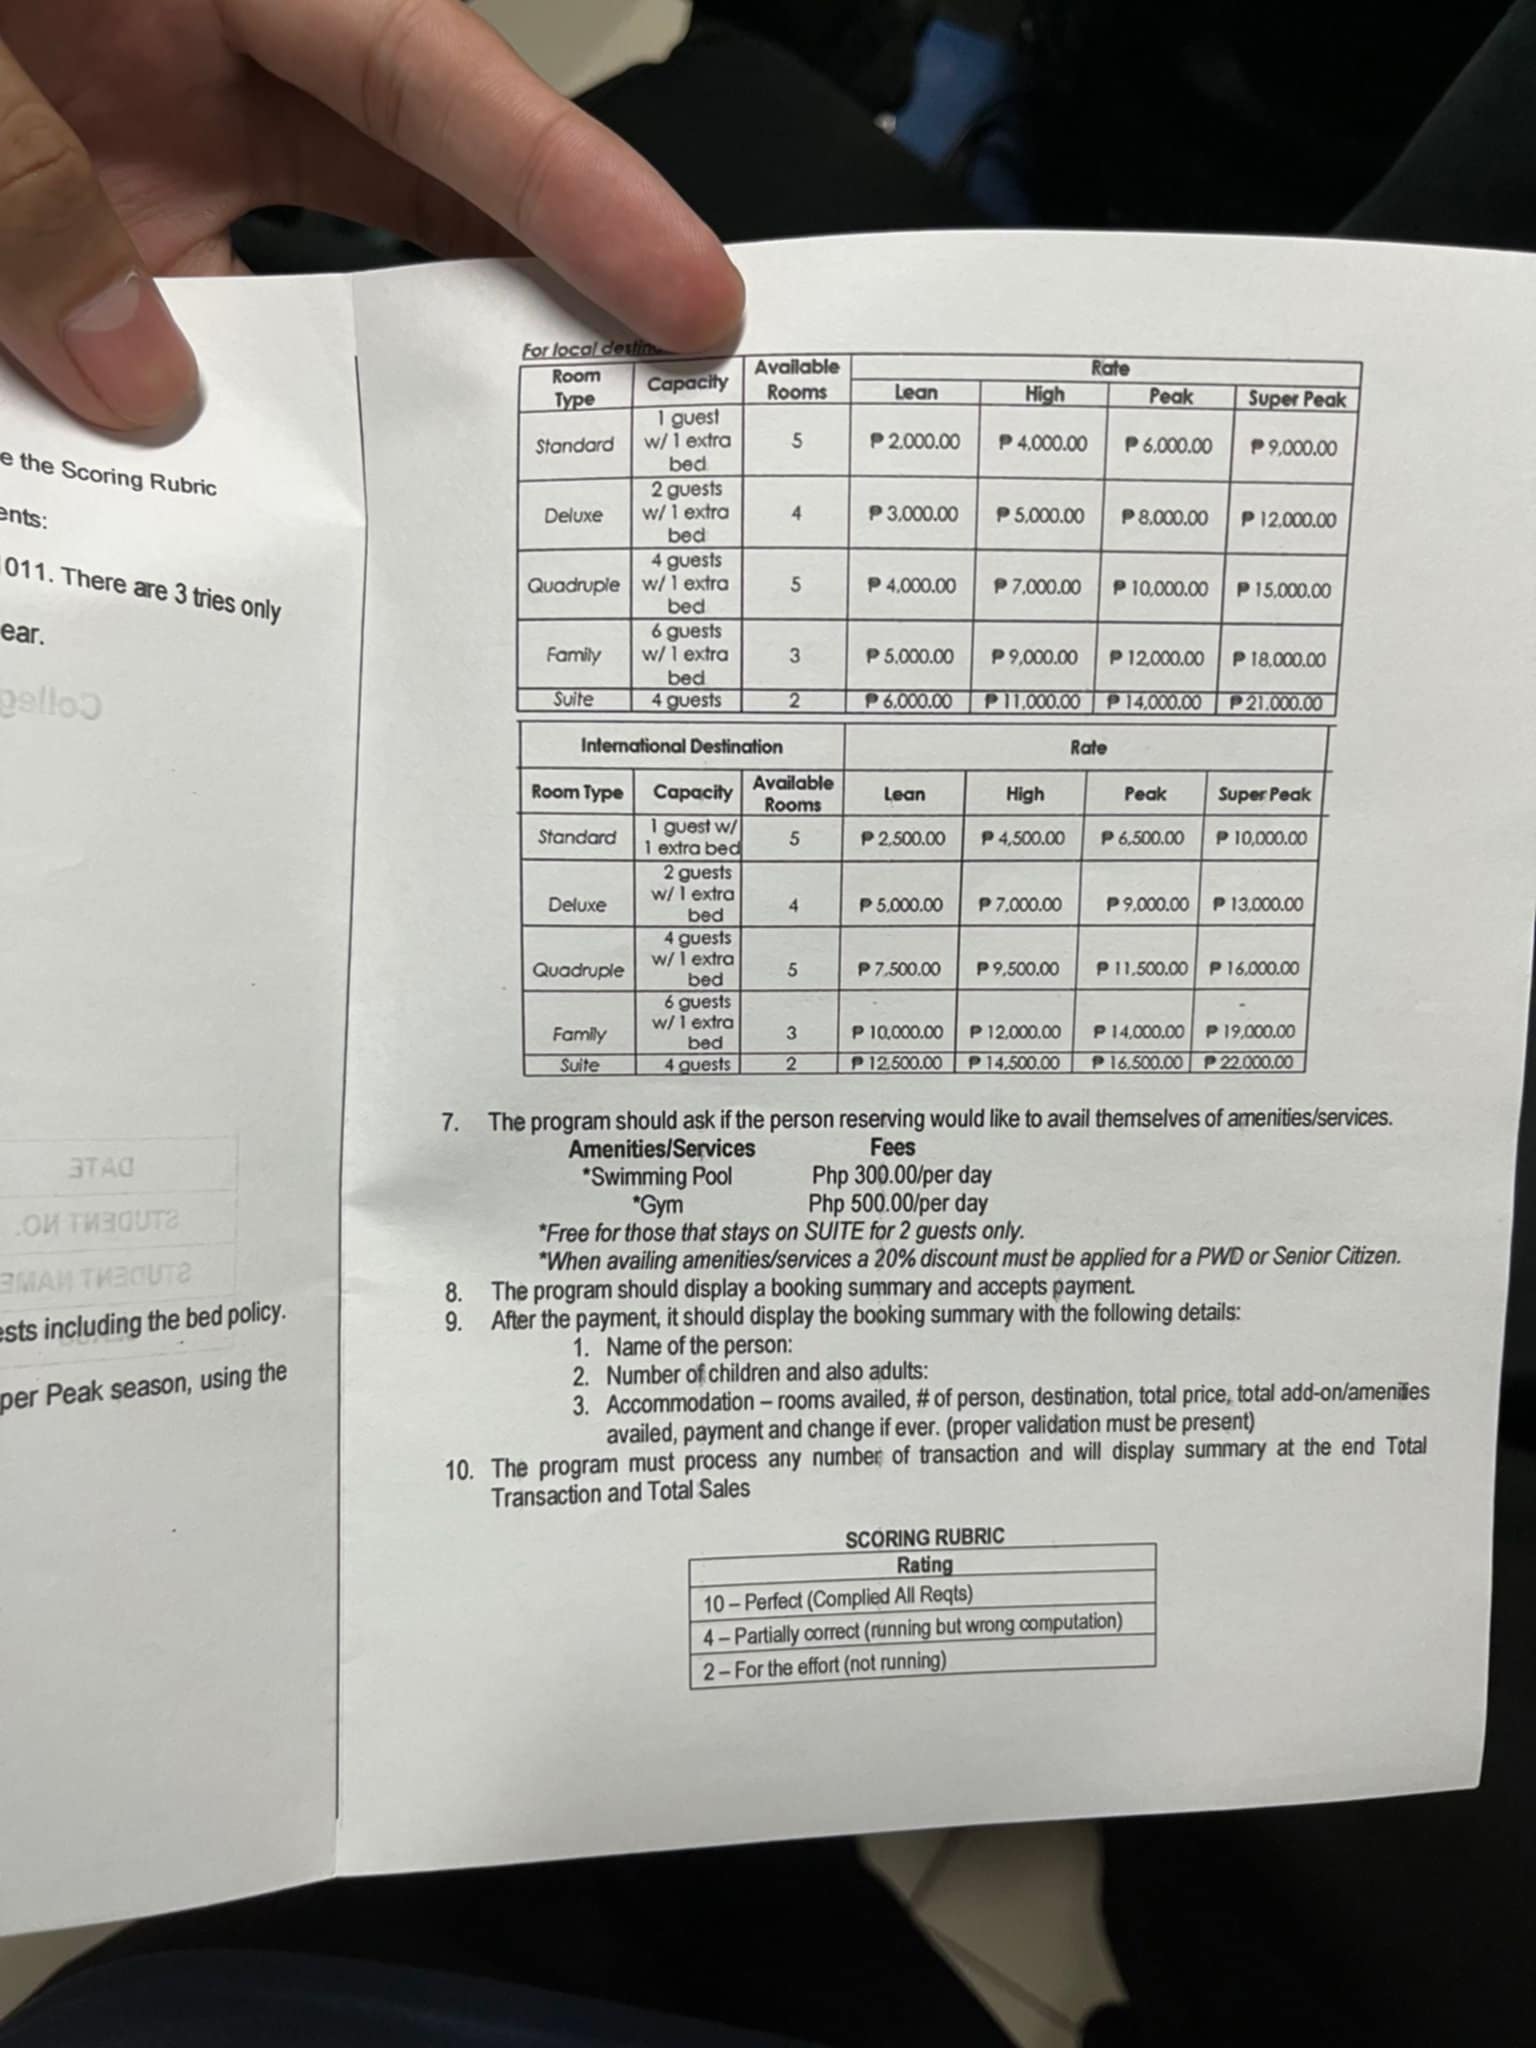 e the Scoring Rubric
ents:
011. There are 3 tries only
ear.
Colleg
DATE
STUDENT NO.
STUDENT NAME
ests including the bed policy.
per Peak season, using the
For local
Room Type Capacity Available Rooms Rate
Lean High Peak Super Peak
Standard 1 guest w/ 1 extra bed 5 ₱ 2,000.00 ₱ 4,000.00 ₱ 6,000.00 ₱ 9,000.00
Deluxe 2 guests w/ 1 extra bed 4 ₱ 3,000.00 ₱ 5,000.00 ₱ 8,000.00 ₱ 12,000.00
Quadruple 4 guests w/ 1 extra bed 5 ₱ 4,000.00 ₱ 7,000.00 ₱ 10,000.00 ₱ 15,000.00
Family 6 guests w/ 1 extra bed 3 ₱ 5,000.00 ₱ 9,000.00 ₱ 12,000.00 ₱ 18,000.00
Suite 4 guests 2 ₱ 6,000.00 ₱ 11,000.00 ₱ 14,000.00 ₱ 21,000.00
International Destination Rate
Room Type Capacity Available Rooms Lean High Peak Super Peak
Standard 1 guest w/ 1 extra bed 5 ₱ 2,500.00 ₱ 4,500.00 ₱ 6,500.00 ₱ 10,000.00
Deluxe 2 guests w/ 1 extra bed 4 ₱ 5,000.00 ₱ 7,000.00 ₱ 9,000.00 ₱ 13,000.00
Quadruple 4 guests w/ 1 extra bed 5 ₱ 7,500.00 ₱ 9,500.00 ₱ 11,500.00 ₱ 16,000.00
Family 6 guests w/ 1 extra bed 3 ₱ 10,000.00 ₱ 12,000.00 ₱ 14,000.00 ₱ 19,000.00
Suite 4 guests 2 ₱ 12,500.00 ₱ 14,500.00 ₱ 16,500.00 ₱ 22,000.00
7. The program should ask if the person reserving would like to avail themselves of amenities/services.
Amenities/Services Fees
*Swimming Pool Php 300.00/per day
*Gym Php 500.00/per day
*Free for those that stays on SUITE for 2 guests only.
*When availing amenities/services a 20% discount must be applied for a PWD or Senior Citizen.
8. The program should display a booking summary and accepts payment.
9. After the payment, it should display the booking summary with the following details:
1. Name of the person:
2. Number of children and also adults:
3. Accommodation – rooms availed, # of person, destination, total price, total add-on/amenities
availed, payment and change if ever. (proper validation must be present)
10. The program must process any number of transaction and will display summary at the end Total
Transaction and Total Sales
SCORING RUBRIC
Rating
10 – Perfect (Complied All Reqts)
4 – Partially correct (running but wrong computation)
2 – For the effort (not running)